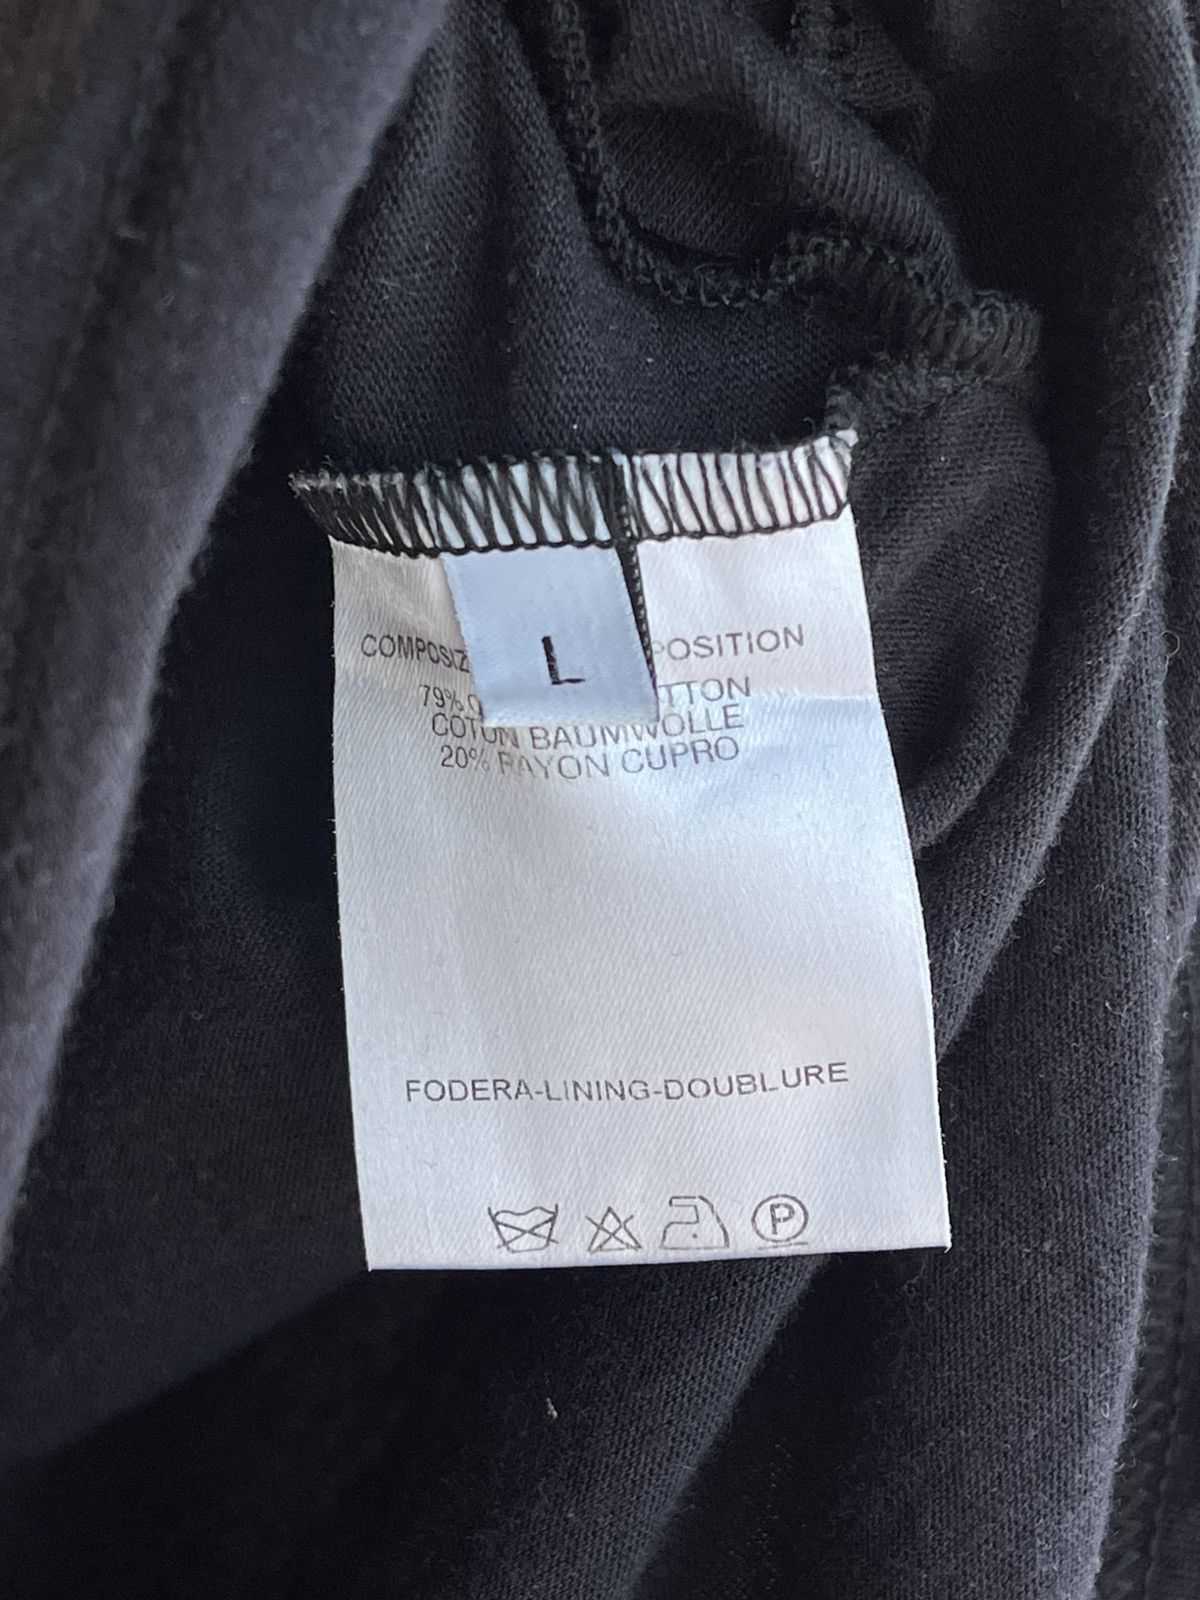 L
COMPOSIZ POSITION
79% C TTON
COTON BAUMWOLLE
20% RAYON CUPRO
FODERA-LINING-DOUBLURE
P